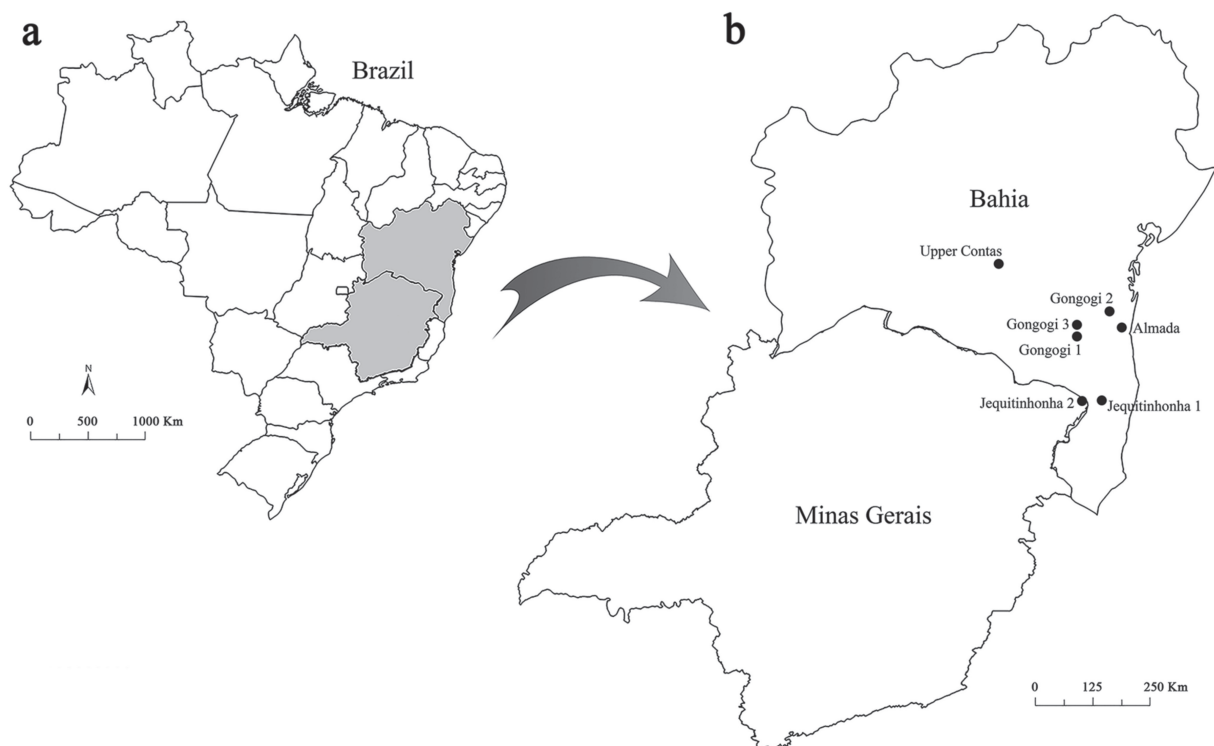 a
Brazil
N
0 500 1000 Km
b
Bahia
Upper Contas
Gongogi 2
Gongogi 3
Almada
Gongogi 1
Jequitinhonha 2
Jequitinhonha 1
Minas Gerais
0 125 250 Km